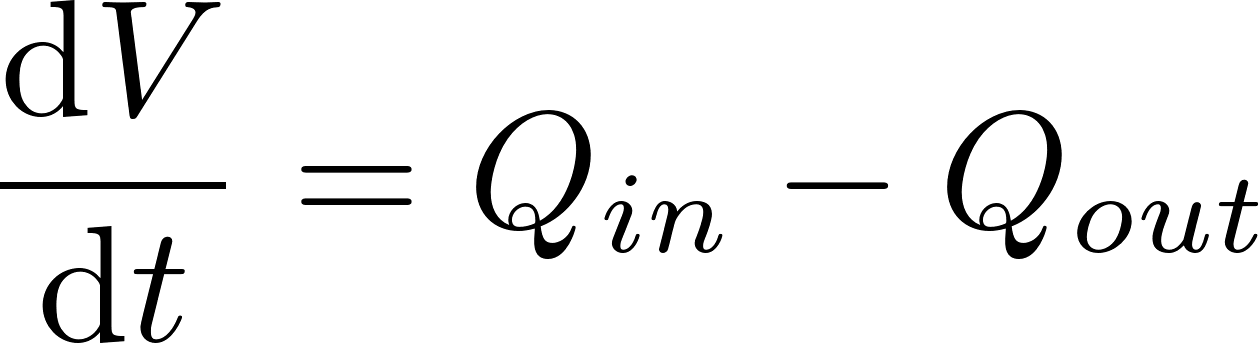 dV/dt = Q_in − Q_out